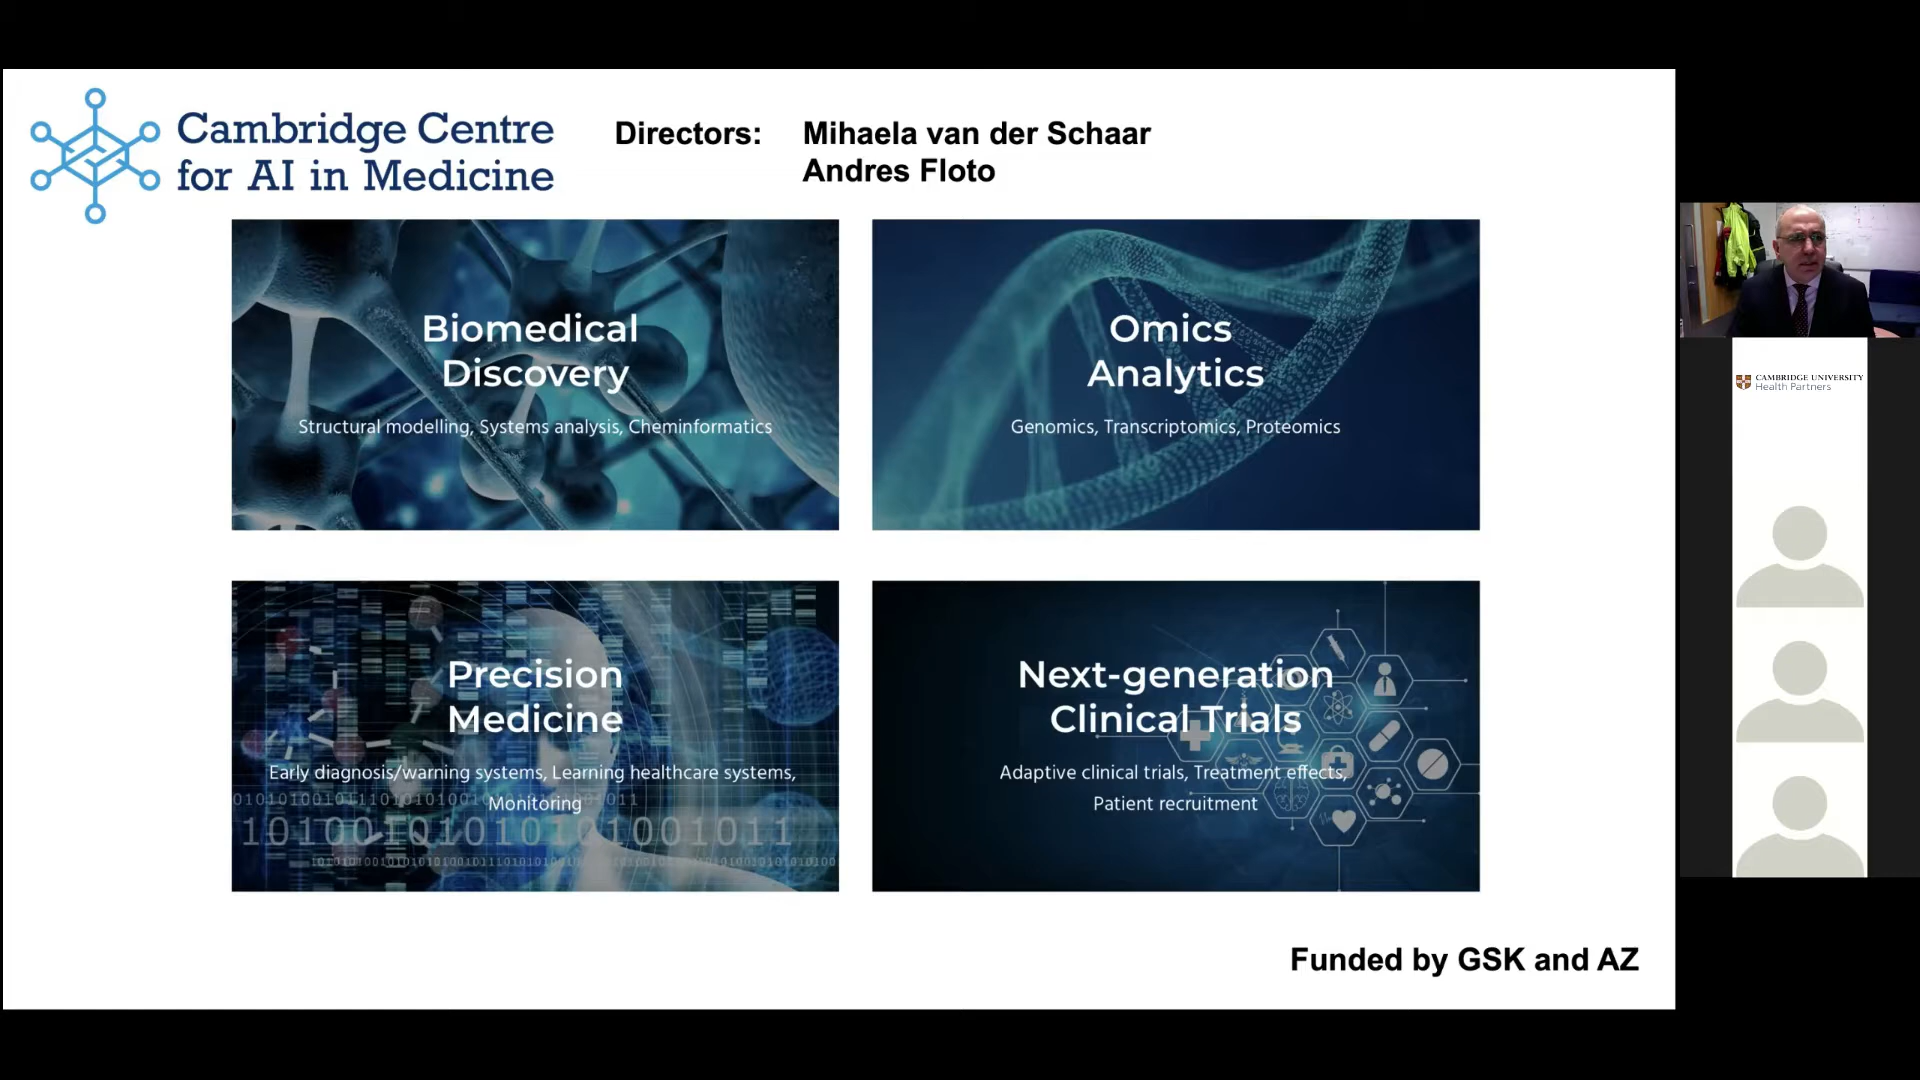 Cambridge Centre
for AI in Medicine
Directors: Mihaela van der Schaar
Andres Floto
Biomedical
Discovery
Structural modelling, Systems analysis, Cheminformatics
Omics
Analytics
Genomics, Transcriptomics, Proteomics
Precision
Medicine
Early diagnosis/warning systems, Learning healthcare systems,
Monitoring
Next-generation
Clinical Trials
Adaptive clinical trials, Treatment effects,
Patient recruitment
Funded by GSK and AZ
CAMBRIDGE UNIVERSITY
Health Partners